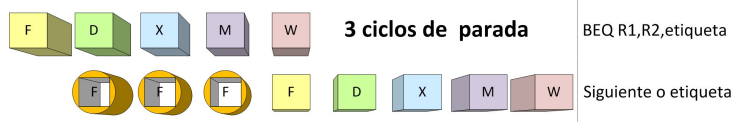 F D X M W 3 ciclos de parada BEQ R1,R2,etiqueta
F F F F D X M W Siguiente o etiqueta